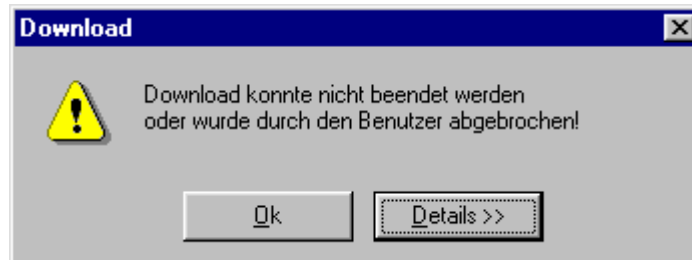 Download
Download konnte nicht beendet werden
oder wurde durch den Benutzer abgebrochen!
Ok
Details >>